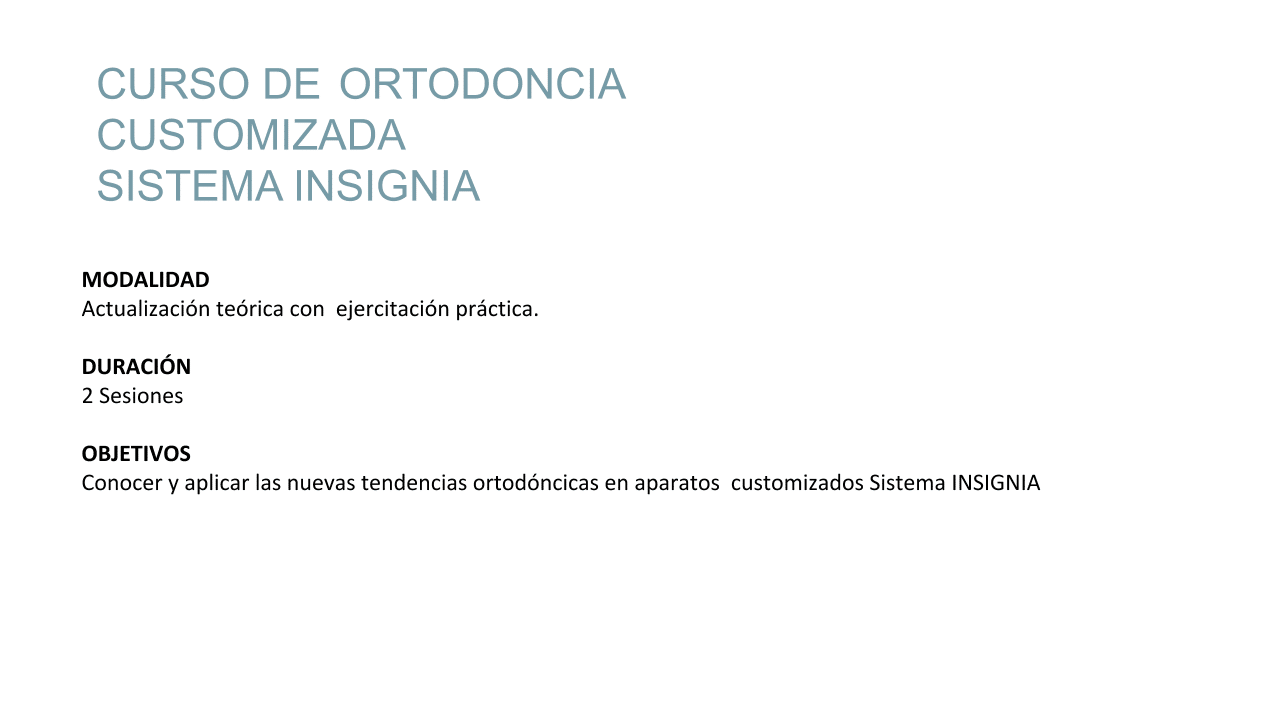 CURSO DE ORTODONCIA
CUSTOMIZADA
SISTEMA INSIGNIA
MODALIDAD
Actualización teórica con  ejercitación práctica.
DURACIÓN
2 Sesiones
OBJETIVOS
Conocer y aplicar las nuevas tendencias ortodóncicas en aparatos  customizados Sistema INSIGNIA